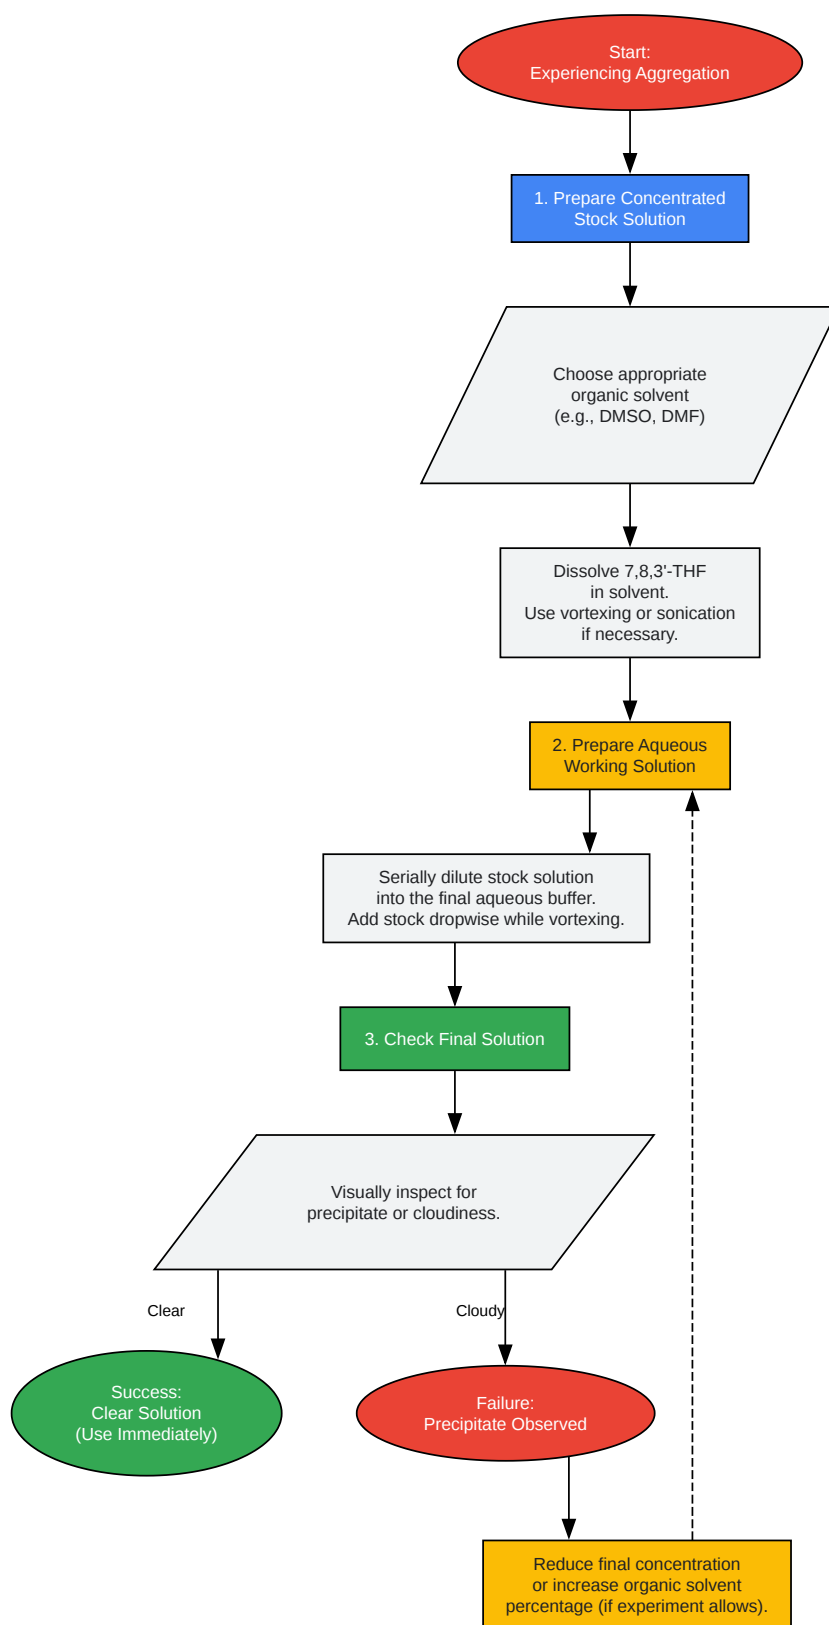 Start:
Experiencing Aggregation
1. Prepare Concentrated
Stock Solution
Choose appropriate
organic solvent
(e.g., DMSO, DMF)
Dissolve 7,8,3'-THF
in solvent.
Use vortexing or sonication
if necessary.
2. Prepare Aqueous
Working Solution
Serially dilute stock solution
into the final aqueous buffer.
Add stock dropwise while vortexing.
3. Check Final Solution
Visually inspect for
precipitate or cloudiness.
Clear
Cloudy
Success:
Clear Solution
(Use Immediately)
Failure:
Precipitate Observed
Reduce final concentration
or increase organic solvent
percentage (if experiment allows).